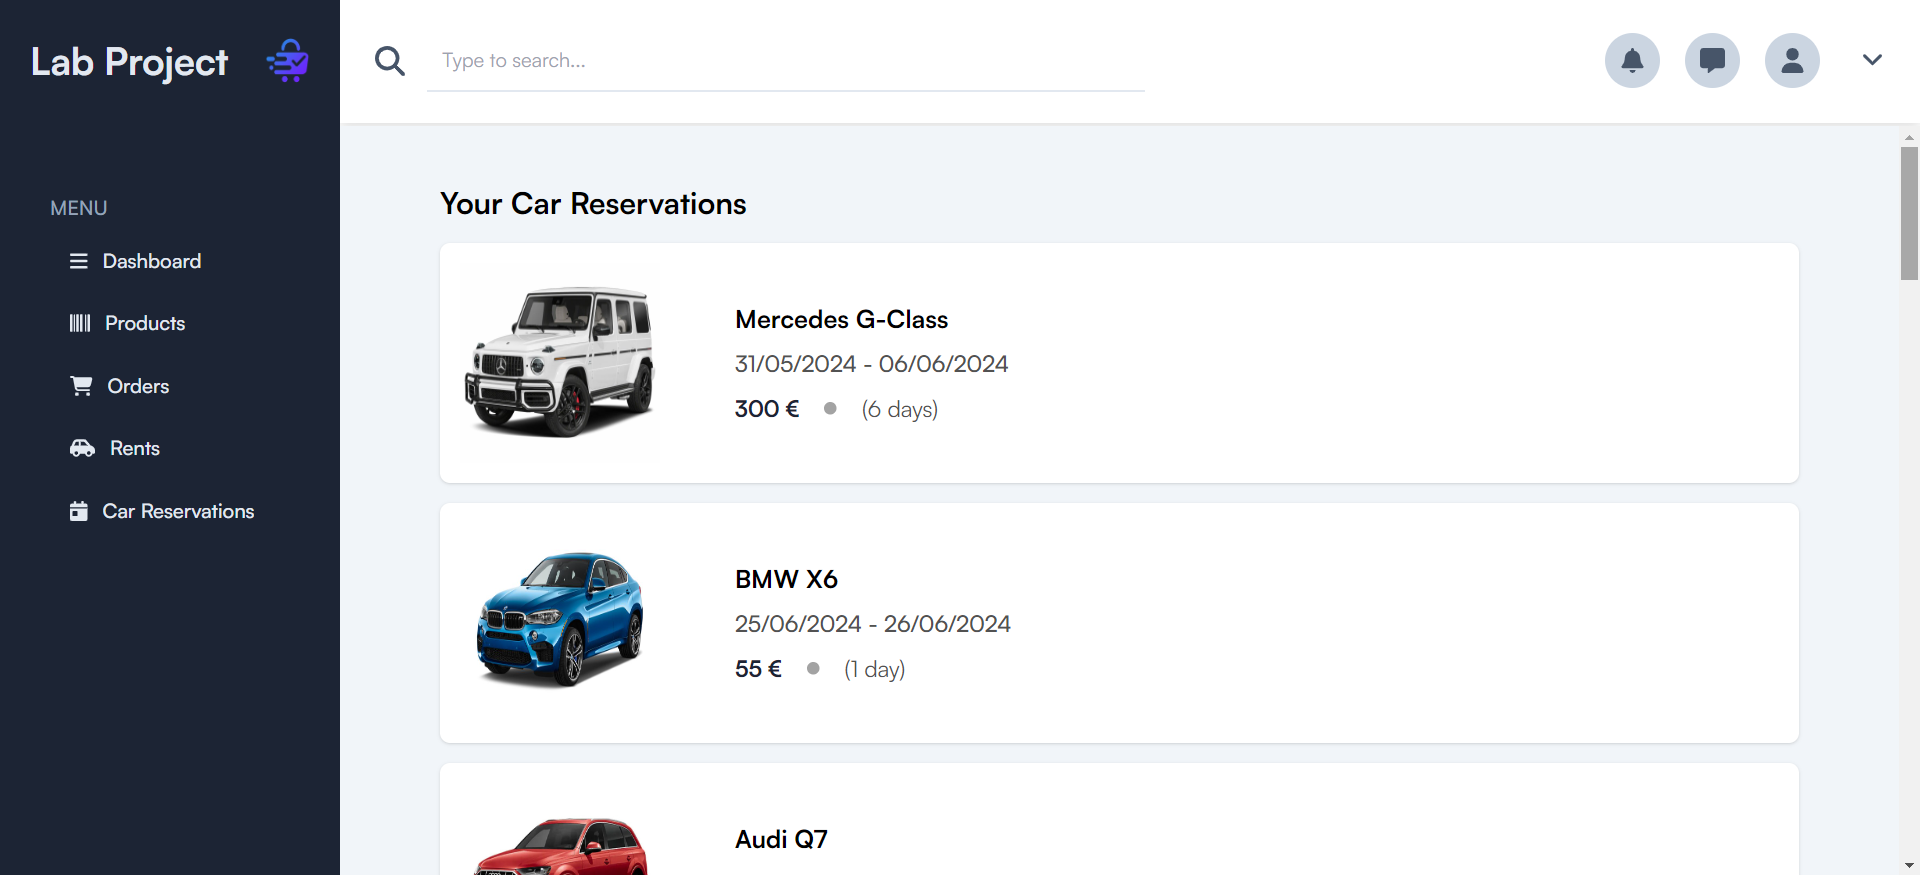 Lab Project
Type to search...
MENU
Dashboard
Products
Orders
Rents
Car Reservations
Your Car Reservations
Mercedes G-Class
31/05/2024 - 06/06/2024
300 € (6 days)
BMW X6
25/06/2024 - 26/06/2024
55 € (1 day)
Audi Q7